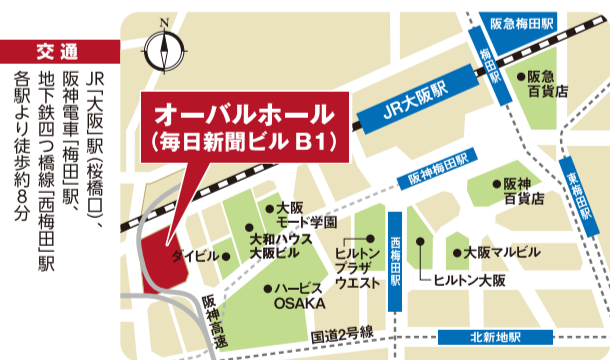 交通
JR「大阪」駅(桜橋口)、
阪神電車「梅田」駅、
地下鉄四つ橋線「西梅田」駅
各駅より徒歩約8分
N
オーバルホール
(毎日新聞ビル B1)
阪急梅田駅
梅田駅
阪急
百貨店
JR大阪駅
阪神梅田駅
阪神
百貨店
東梅田駅
大阪
モード学園
大和ハウス
大阪ビル
ダイビル
ハービス
OSAKA
ヒルトン
プラザ
ウエスト
西梅田駅
大阪マルビル
ヒルトン大阪
阪神高速
国道2号線
北新地駅